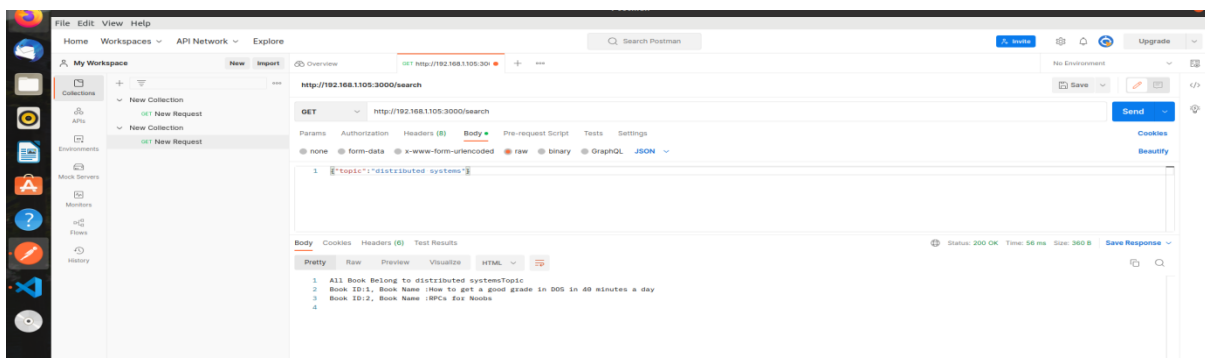 File Edit View Help
Home Workspaces API Network Explore
Search Postman
Invite
Upgrade
My Workspace New Import
Overview
GET http://192.168.1.105:300
No Environment
Collections
New Collection
GET New Request
New Collection
GET New Request
APIs
Environments
Mock Servers
Monitors
Flows
History
http://192.168.1.105:3000/search
Save
GET http://192.168.1.105:3000/search
Send
Params Authorization Headers (8) Body Pre-request Script Tests Settings
Cookies
none form-data x-www-form-urlencoded raw binary GraphQL JSON
Beautify
1 {"topic":"distributed systems"}
Body Cookies Headers (6) Test Results
Status: 200 OK Time: 56 ms Size: 360 B Save Response
Pretty Raw Preview Visualize HTML
1 All Book Belong to distributed systemsTopic
2 Book ID:1, Book Name :How to get a good grade in DOS in 40 minutes a day
3 Book ID:2, Book Name :RPCs for Noobs
4